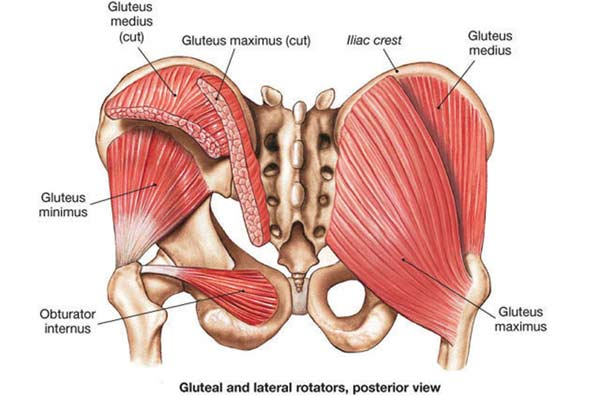 Gluteus
medius
(cut)
Gluteus maximus (cut)
Iliac crest
Gluteus
medius
Gluteus
minimus
Obturator
internus
Gluteus
maximus
Gluteal and lateral rotators, posterior view